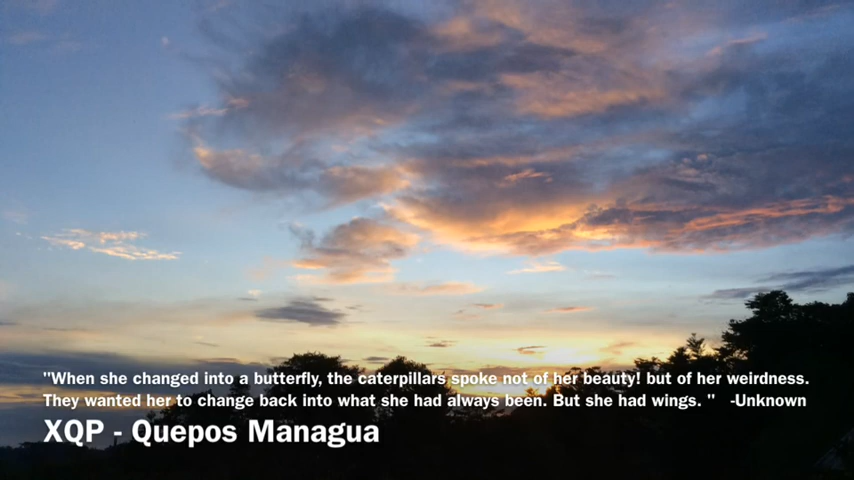 "When she changed into a butterfly, the caterpillars spoke not of her beauty! but of her weirdness.
They wanted her to change back into what she had always been. But she had wings. "   -Unknown
XQP - Quepos Managua